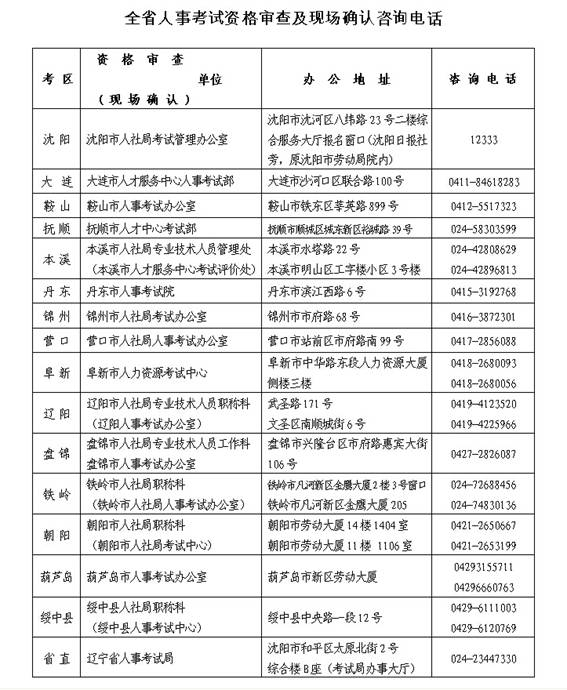 全省人事考试资格审查及现场确认咨询电话
考 区
资 格 审 查
单位
(现场确认)
办 公 地 址
咨 询 电 话
沈 阳
沈阳市人社局考试管理办公室
沈阳市沈河区八纬路23号二楼综
合服务大厅报名窗口(沈阳日报社
旁，原沈阳市劳动局院内)
12333
大 连
大连市人才服务中心人事考试部
大连市沙河口区联合路100号
0411-84618283
鞍 山
鞍山市人事考试办公室
鞍山市铁东区莘英路899号
0412-5517323
抚 顺
抚顺市人才中心考试部
抚顺市顺城区城东新区裕城路39号
024-58303599
本 溪
本溪市人社局专业技术人员管理处
（本溪市人才服务中心考试评价处）
本溪市水塔路22号
本溪市明山区工字楼小区3号楼
024-42808629
024-42896813
丹 东
丹东市人事考试院
丹东市滨江西路6号
0415-3192768
锦 州
锦州市人社局考试办公室
锦州市市府路68号
0416-3872301
营 口
营口市人社局人事考试办公室
营口市站前区市府路南99号
0417-2856088
阜 新
阜新市人力资源考试中心
阜新市中华路东段人力资源大厦
侧楼三楼
0418-2680093
0418-2680056
辽 阳
辽阳市人社局专业技术人员职称科
（辽阳市人事考试办公室）
武圣路171号
文圣区南顺城街6号
0419-4123520
0419-4225966
盘 锦
盘锦市人社局专业技术人员工作科
盘锦市人事考试办公室
盘锦市兴隆台区市府路惠宾大街
106号
0427-2826087
铁 岭
铁岭市人社局职称科
（铁岭市人社局人事考试办公室）
铁岭市凡河新区金鹰大厦2楼3号窗口
铁岭市凡河新区金鹰大厦205
024-72688456
024-74830136
朝 阳
朝阳市人社局职称科
（朝阳市人社局考试中心）
朝阳市劳动大厦14楼1404室
朝阳市劳动大厦11楼 1106室
0421-2650667
0421-2653199
葫芦岛
葫芦岛市人事考试办公室
葫芦岛市新区劳动大厦
04293155711
04296660763
绥中县
绥中县人社局职称科
（绥中县人事考试中心）
绥中县中央路一段12号
0429-6111003
0429-6120769
省 直
辽宁省人事考试局
沈阳市和平区太原北街2号
综合楼B座（考试局办事大厅）
024-23447330